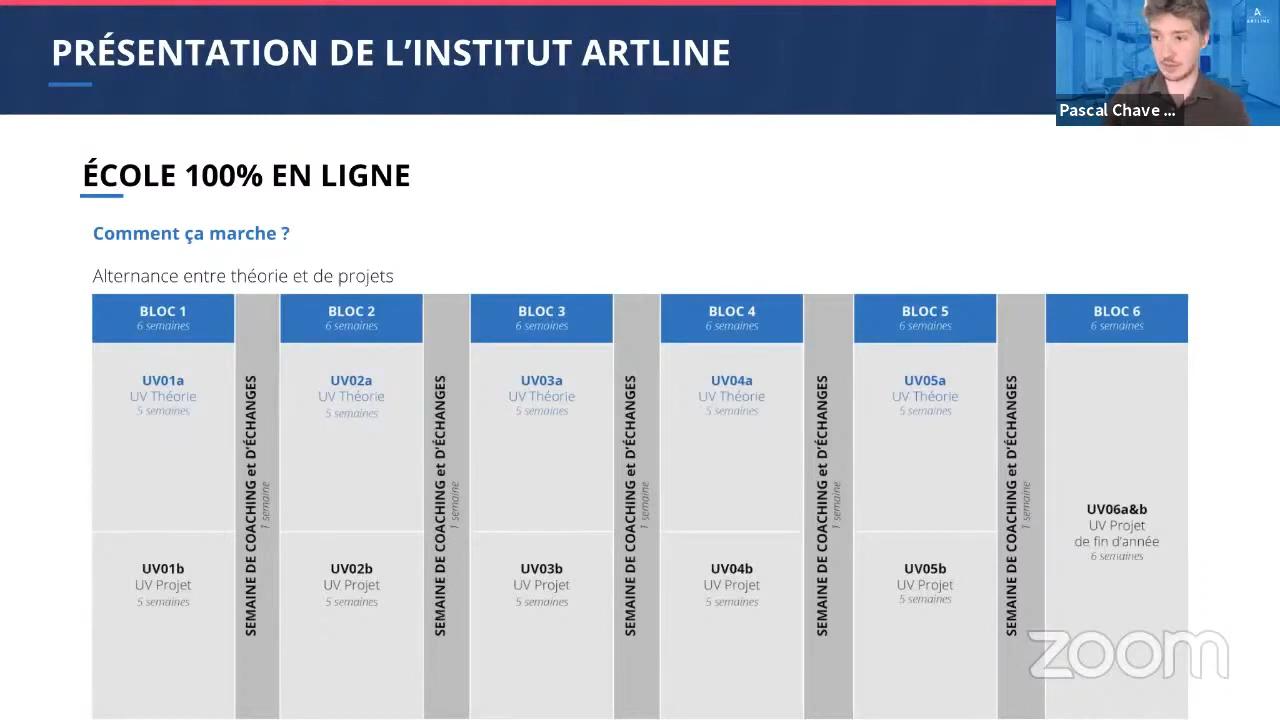 PRÉSENTATION DE L'INSTITUT ARTLINE
ARTLINE
Pascal Chave ...
ÉCOLE 100% EN LIGNE
Comment ça marche ?
Alternance entre théorie et de projets
BLOC 1
6 semaines
UV01a
UV Théorie
5 semaines
UV01b
UV Projet
5 semaines
SEMAINE DE COACHING et D'ÉCHANGES
1 semaine
BLOC 2
6 semaines
UV02a
UV Théorie
5 semaines
UV02b
UV Projet
5 semaines
SEMAINE DE COACHING et D'ÉCHANGES
1 semaine
BLOC 3
6 semaines
UV03a
UV Théorie
5 semaines
UV03b
UV Projet
5 semaines
SEMAINE DE COACHING et D'ÉCHANGES
1 semaine
BLOC 4
6 semaines
UV04a
UV Théorie
5 semaines
UV04b
UV Projet
5 semaines
SEMAINE DE COACHING et D'ÉCHANGES
1 semaine
BLOC 5
6 semaines
UV05a
UV Théorie
5 semaines
UV05b
UV Projet
5 semaines
SEMAINE DE COACHING et D'ÉCHANGES
1 semaine
BLOC 6
6 semaines
UV06a&b
UV Projet
de fin d'année
6 semaines
zoom